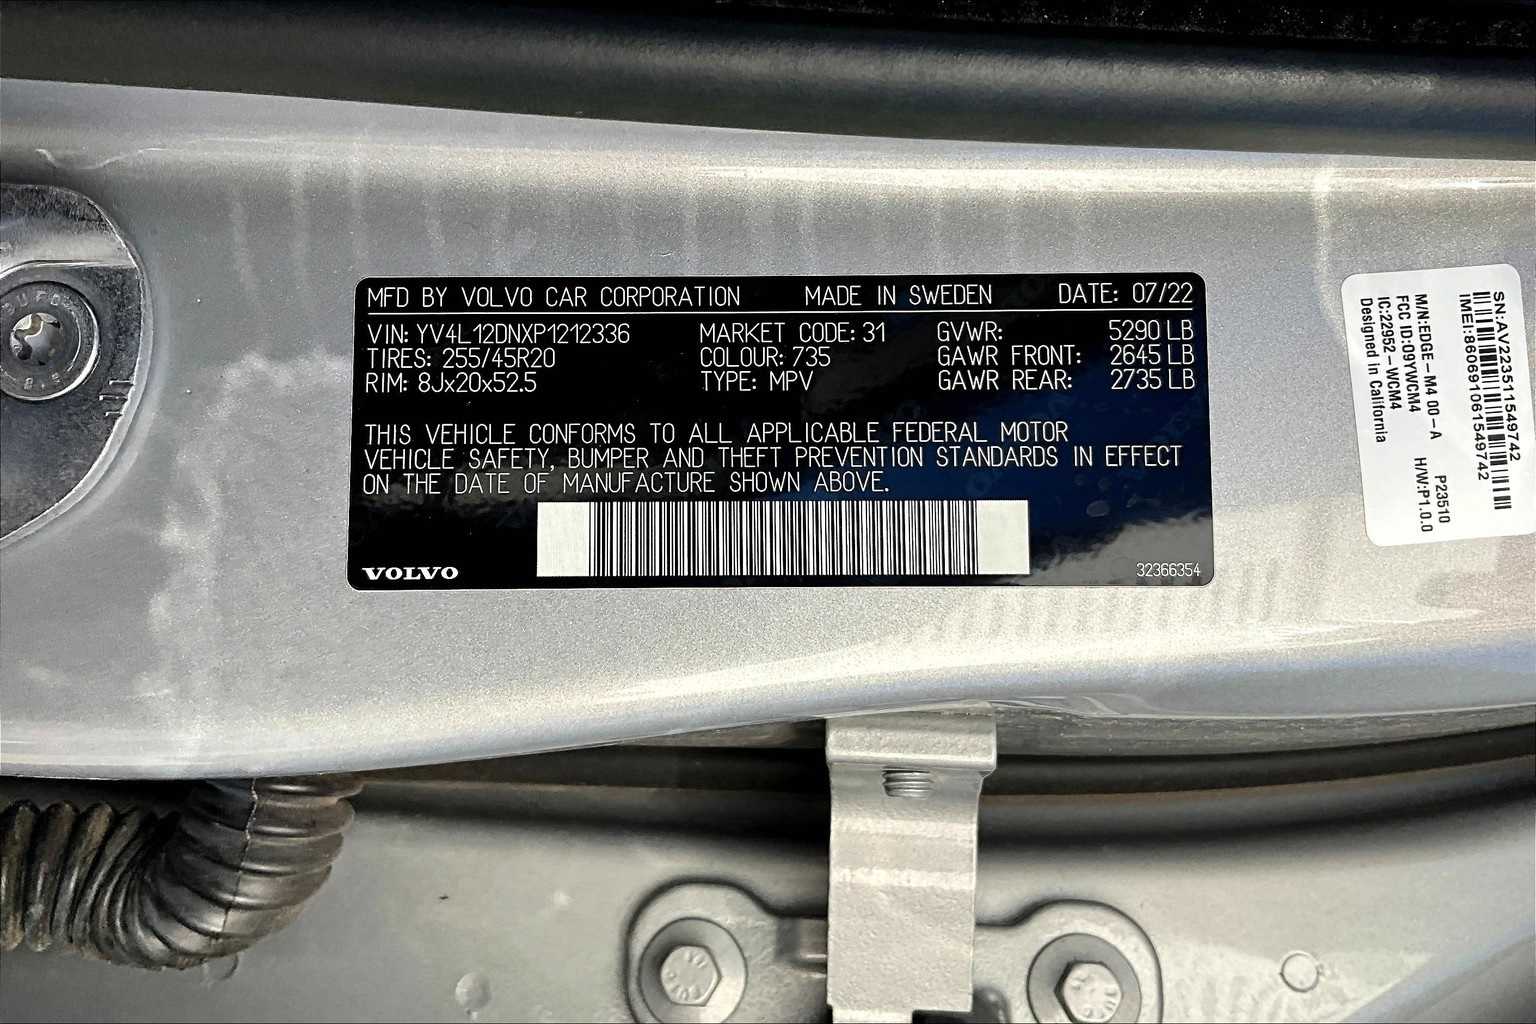 MFD BY VOLVO CAR CORPORATION MADE IN SWEDEN DATE: 07/22
VIN: YV4L12DNXP1212336 MARKET CODE: 31 GVWR: 5290 LB
TIRES: 255/45R20 COLOUR: 735 GAWR FRONT: 2645 LB
RIM: 8Jx20x52.5 TYPE: MPV GAWR REAR: 2735 LB
THIS VEHICLE CONFORMS TO ALL APPLICABLE FEDERAL MOTOR
VEHICLE SAFETY, BUMPER AND THEFT PREVENTION STANDARDS IN EFFECT
ON THE DATE OF MANUFACTURE SHOWN ABOVE.
VOLVO 32366354
SN:AV22351154 9742
IMEI:860691061549742
M/N:EDGE-M4 00-A P23510
FCC ID:O9YWCM4 H/W:P1.0.0
IC:22952-WCM4
Designed in California